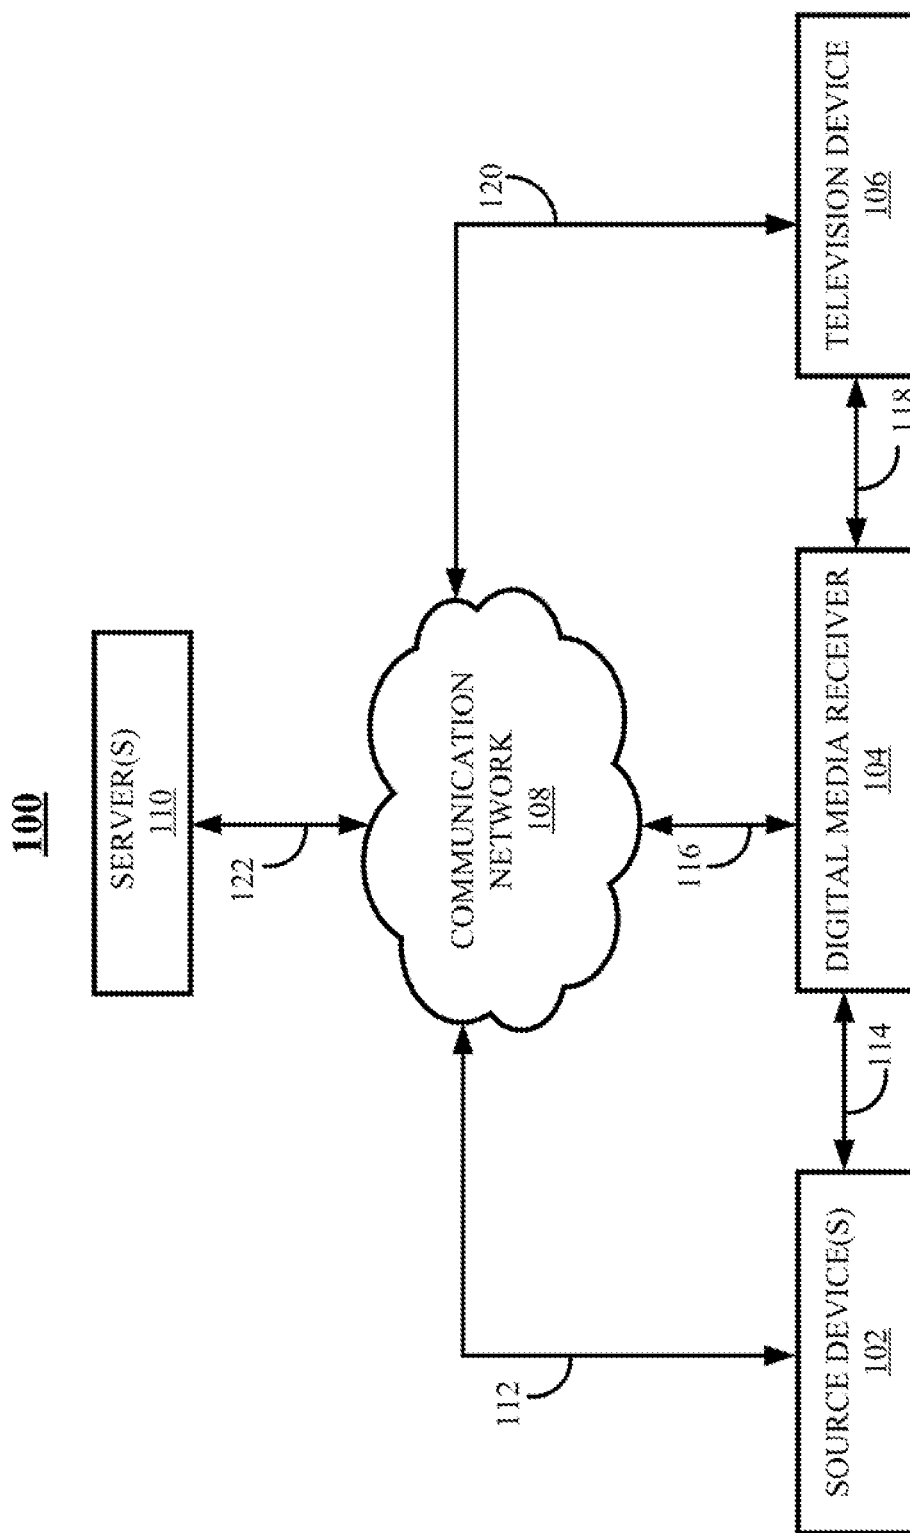 100
SERVER(S)
110
122
120
COMMUNICATION
NETWORK
108
112
116
SOURCE DEVICE(S)
102
114
DIGITAL MEDIA RECEIVER
104
118
TELEVISION DEVICE
106